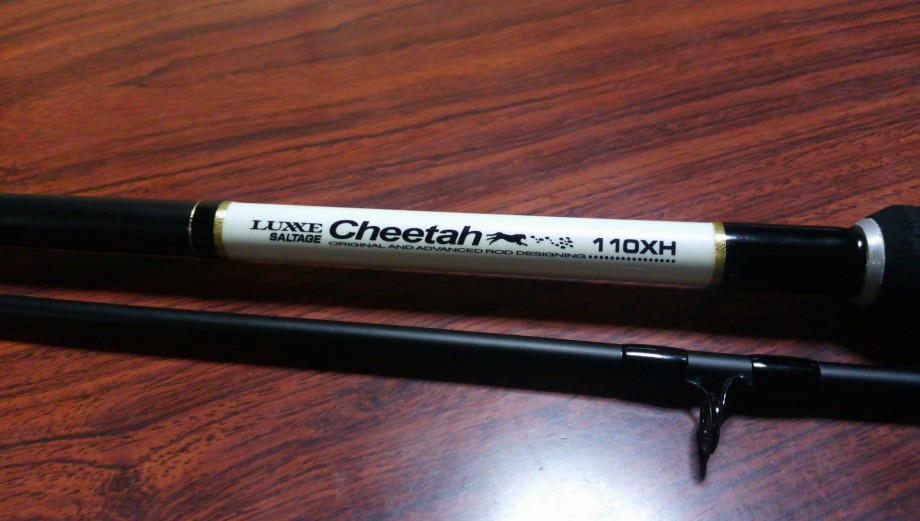 LUXXE
SALTAGE
Cheetah
110XH
ORIGINAL AND ADVANCED ROD DESIGNING